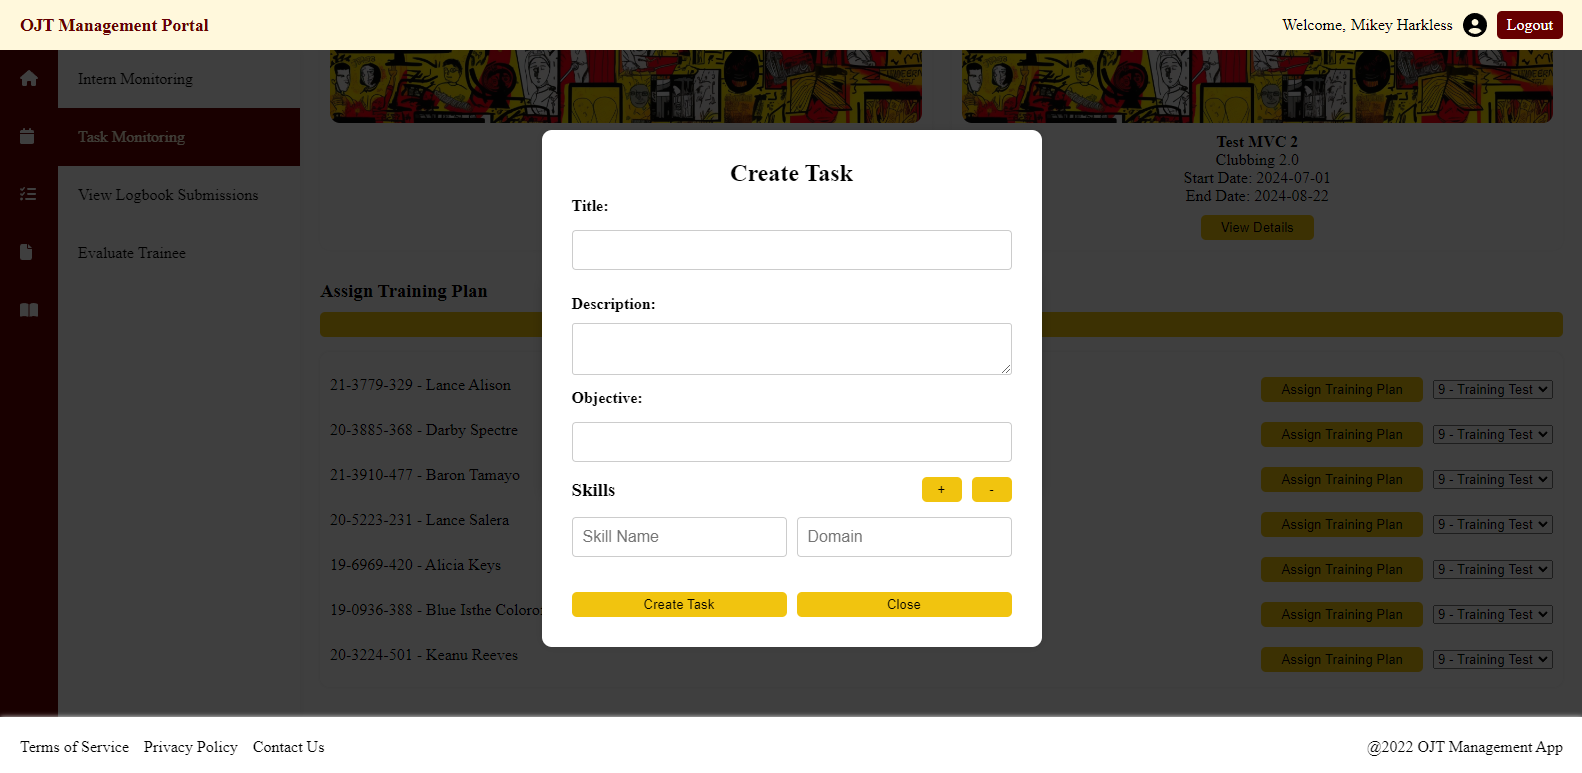 OJT Management Portal
Welcome, Mikey Harkless
Logout
Intern Monitoring
Task Monitoring
View Logbook Submissions
Evaluate Trainee
Test MVC 2
Clubbing 2.0
Start Date: 2024-07-01
End Date: 2024-08-22
View Details
Assign Training Plan
21-3779-329 - Lance Alison
Assign Training Plan
9 - Training Test
20-3885-368 - Darby Spectre
Assign Training Plan
9 - Training Test
21-3910-477 - Baron Tamayo
Assign Training Plan
9 - Training Test
20-5223-231 - Lance Salera
Assign Training Plan
9 - Training Test
19-6969-420 - Alicia Keys
Assign Training Plan
9 - Training Test
19-0936-388 - Blue Isthe
Assign Training Plan
9 - Training Test
20-3224-501 - Keanu Reeves
Assign Training Plan
9 - Training Test
Create Task
Title:
Description:
Objective:
Skills
+ -
Skill Name
Domain
Create Task
Close
Terms of Service Privacy Policy Contact Us
@2022 OJT Management App